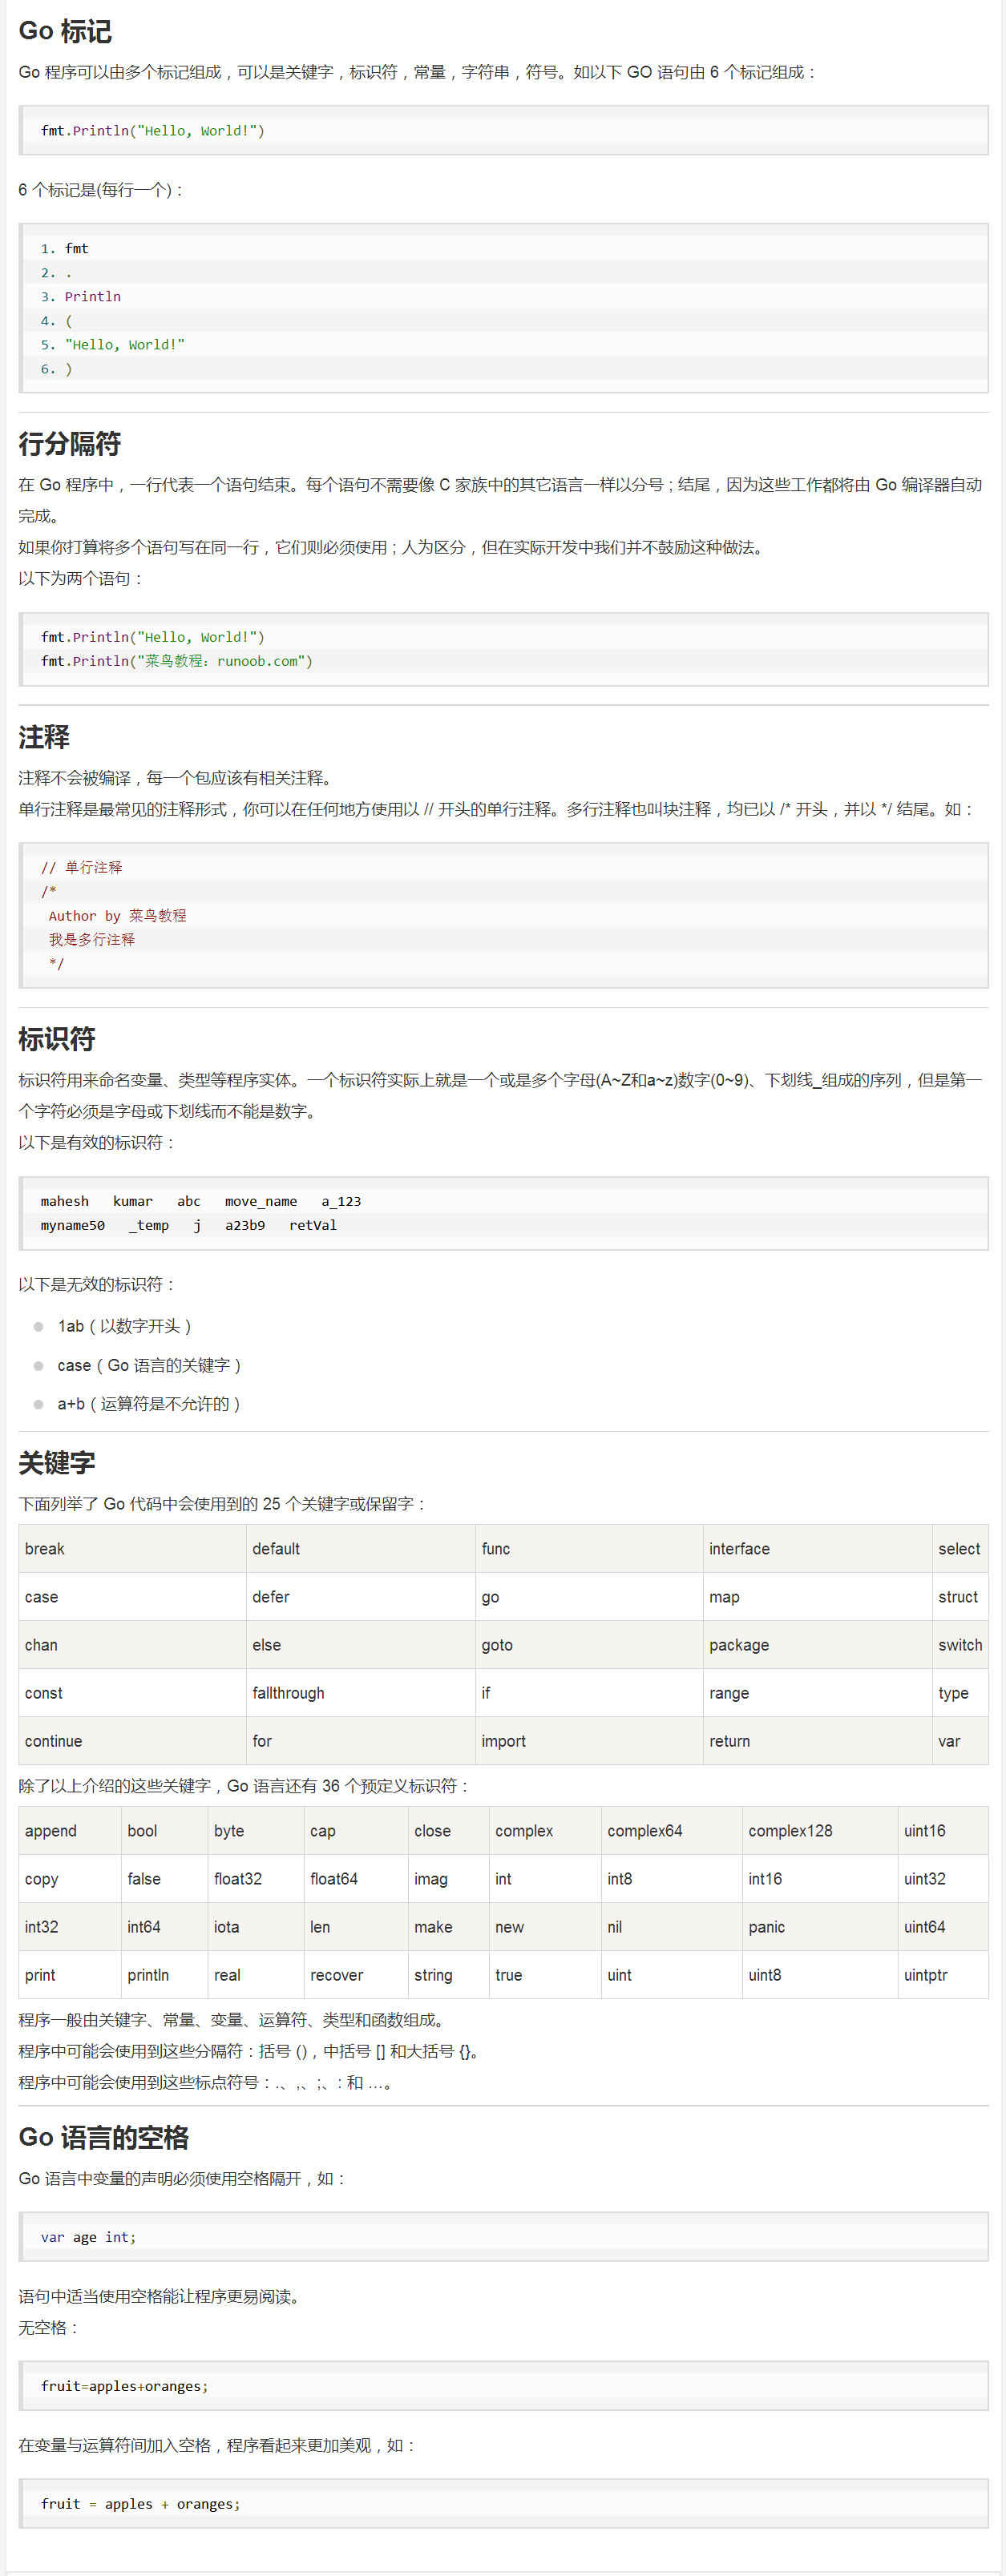 Go 标记
Go 程序可以由多个标记组成，可以是关键字，标识符，常量，字符串，符号。如以下 GO 语句由 6 个标记组成：
fmt.Println("Hello, World!")
6 个标记是(每行一个)：
1. fmt
2. .
3. Println
4. (
5. "Hello, World!"
6. )
行分隔符
在 Go 程序中，一行代表一个语句结束。每个语句不需要像 C 家族中的其它语言一样以分号 ; 结尾，因为这些工作都将由 Go 编译器自动
完成。
如果你打算将多个语句写在同一行，它们则必须使用 ; 人为区分，但在实际开发中我们并不鼓励这种做法。
以下为两个语句：
fmt.Println("Hello, World!")
fmt.Println("菜鸟教程：runoob.com")
注释
注释不会被编译，每一个包应该有相关注释。
单行注释是最常见的注释形式，你可以在任何地方使用以 // 开头的单行注释。多行注释也叫块注释，均已以 /* 开头，并以 */ 结尾。如：
// 单行注释
/*
 Author by 菜鸟教程
 我是多行注释
 */
标识符
标识符用来命名变量、类型等程序实体。一个标识符实际上就是一个或是多个字母(A~Z和a~z)数字(0~9)、下划线_组成的序列，但是第一
个字符必须是字母或下划线而不能是数字。
以下是有效的标识符：
mahesh   kumar   abc   move_name   a_123
myname50   _temp   j   a23b9   retVal
以下是无效的标识符：
1ab（以数字开头）
case（Go 语言的关键字）
a+b（运算符是不允许的）
关键字
下面列举了 Go 代码中会使用到的 25 个关键字或保留字：
break default func interface select
case defer go map struct
chan else goto package switch
const fallthrough if range type
continue for import return var
除了以上介绍的这些关键字，Go 语言还有 36 个预定义标识符：
append bool byte cap close complex complex64 complex128 uint16
copy false float32 float64 imag int int8 int16 uint32
int32 int64 iota len make new nil panic uint64
print println real recover string true uint uint8 uintptr
程序一般由关键字、常量、变量、运算符、类型和函数组成。
程序中可能会使用到这些分隔符：括号 ()，中括号 [] 和大括号 {}。
程序中可能会使用到这些标点符号：.、,、;、: 和 …。
Go 语言的空格
Go 语言中变量的声明必须使用空格隔开，如：
var age int;
语句中适当使用空格能让程序更易阅读。
无空格：
fruit=apples+oranges;
在变量与运算符间加入空格，程序看起来更加美观，如：
fruit = apples + oranges;